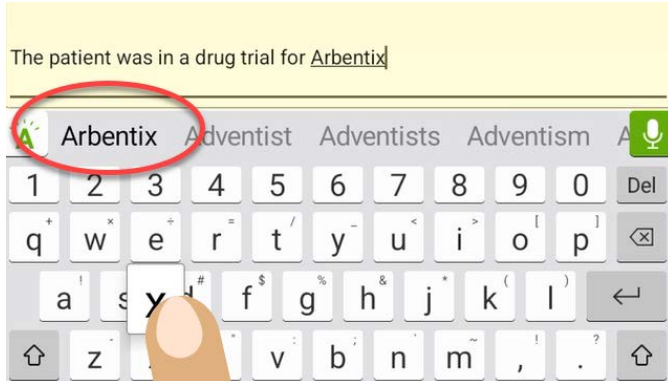 The patient was in a drug trial for Arbentix
A Arbentix Adventist Adventists Adventism A
1 2 3 4 5 6 7 8 9 0 Del
q + w × e ÷ r = t / y _ u < i > o [ p ]
a ! s x d # f $ g % h & j * k ( l )
z - v : b ; n m ~ , ! . ?